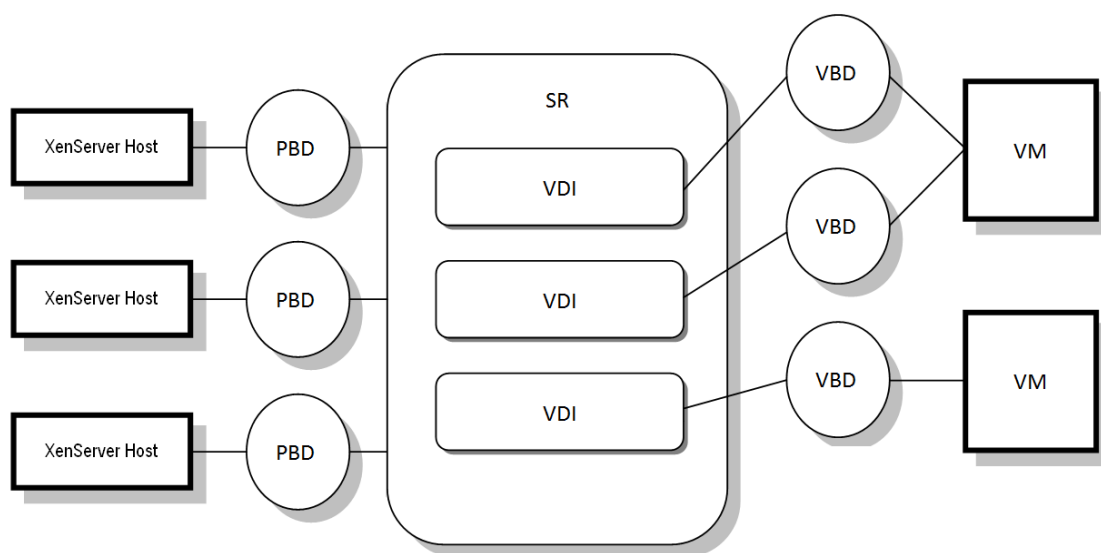 XenServer Host
PBD
XenServer Host
PBD
XenServer Host
PBD
SR
VDI
VDI
VDI
VBD
VBD
VBD
VM
VM